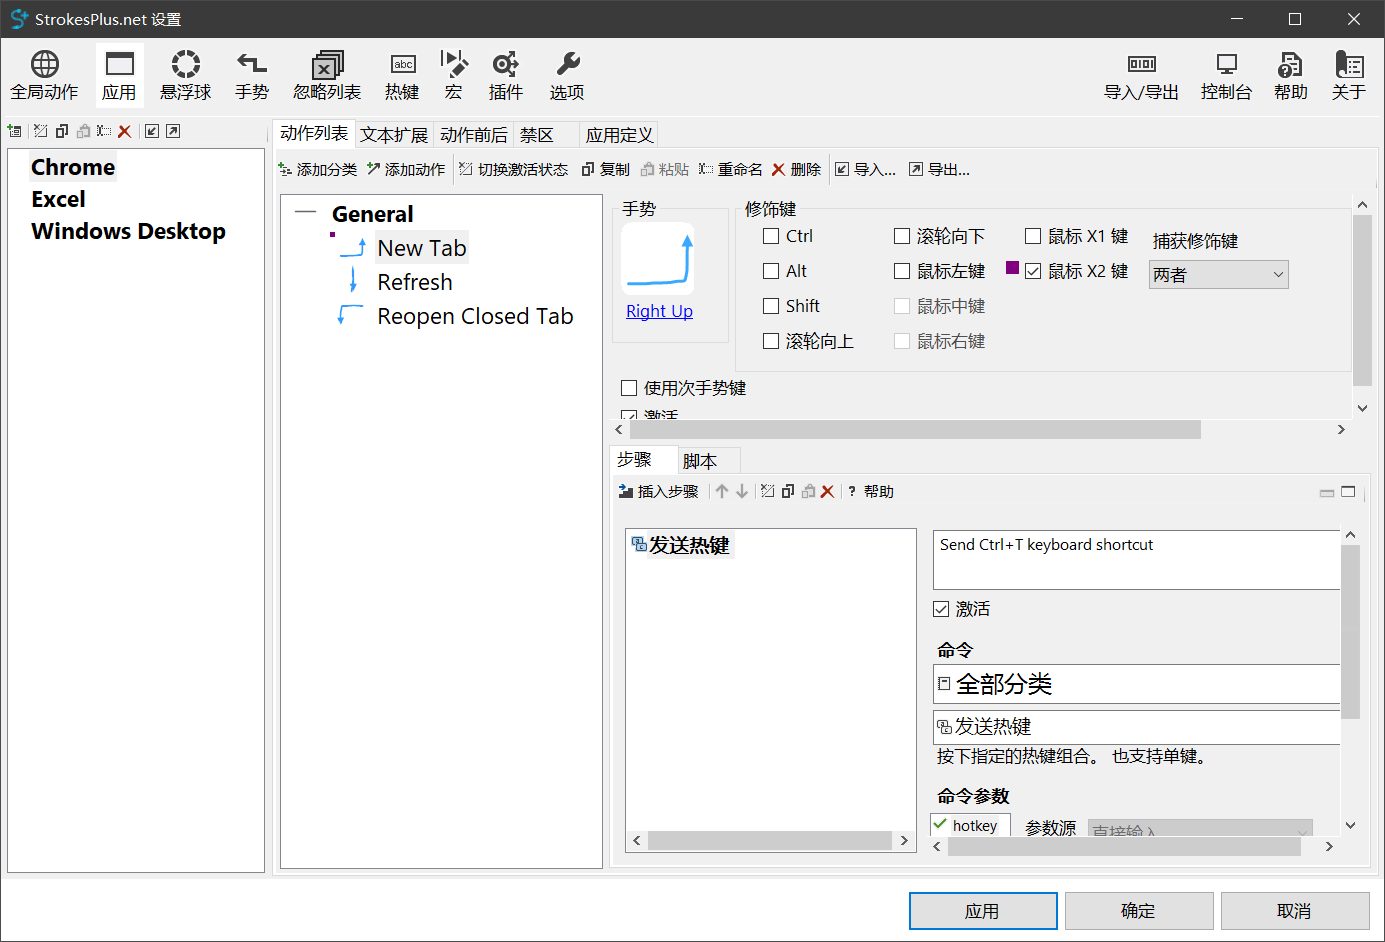 StrokesPlus.net 设置
全局动作 应用 悬浮球 手势 忽略列表 热键 宏 插件 选项 导入/导出 控制台 帮助 关于
abc
Chrome
Excel
Windows Desktop
动作列表 文本扩展 动作前后 禁区 应用定义
添加分类 添加动作 切换激活状态 复制 粘贴 重命名 删除 导入... 导出...
General
New Tab
Refresh
Reopen Closed Tab
手势
Right Up
修饰键
Ctrl 滚轮向下 鼠标 X1 键
Alt 鼠标左键 鼠标 X2 键
Shift 鼠标中键
滚轮向上 鼠标右键
捕获修饰键
两者
使用次手势键
激活
步骤 脚本
插入步骤 ? 帮助
发送热键
Send Ctrl+T keyboard shortcut
激活
命令
全部分类
发送热键
按下指定的热键组合。 也支持单键。
命令参数
hotkey 参数源 直接输入
应用 确定 取消